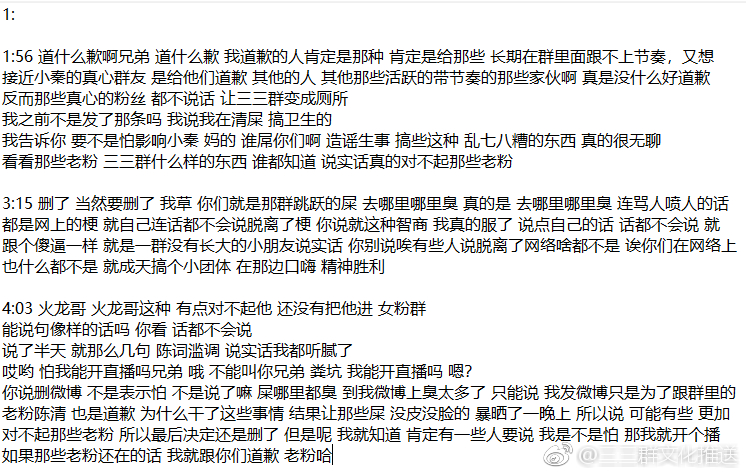 1:
1:56 道什么歉啊兄弟 道什么歉 我道歉的人肯定是那种 肯定是给那些 长期在群里面跟不上节奏，又想
接近小秦的真心群友 是给他们道歉 其他的人 其他那些活跃的带节奏的那些家伙啊 真是没什么好道歉
反而那些真心的粉丝 都不说话 让三三群变成厕所
我之前不是发了那条吗 我说我在清屎 搞卫生的
我告诉你 要不是怕影响小秦 妈的 谁屌你们啊 造谣生事 搞些这种 乱七八糟的东西 真的很无聊
看看那些老粉 三三群什么样的东西 谁都知道 说实话真的对不起那些老粉
3:15 删了 当然要删了 我草 你们就是那群跳跃的屎 去哪里哪里臭 真的是 去哪里哪里臭 连骂人喷人的话
都是网上的梗 就自己连话都不会说脱离了梗 你说就这种智商 我真的服了 说点自己的话 话都不会说 就
跟个傻逼一样 就是一群没有长大的小朋友说实话 你别说唉有些人说脱离了网络啥都不是 诶你们在网络上
也什么都不是 就成天搞个小团体 在那边口嗨 精神胜利
4:03 火龙哥 火龙哥这种 有点对不起他 还没有把他进 女粉群
能说句像样的话吗 你看 话都不会说
说了半天 就那么几句 陈词滥调 说实话我都听腻了
哎哟 怕我能开直播吗兄弟 哦 不能叫你兄弟 粪坑 我能开直播吗 嗯?
你说删微博 不是表示怕 不是说了嘛 屎哪里都臭 到我微博上臭太多了 只能说 我发微博只是为了跟群里的
老粉陈清 也是道歉 为什么干了这些事情 结果让那些屎 没皮没脸的 暴晒了一晚上 所以说 可能有些 更加
对不起那些老粉 所以最后决定还是删了 但是呢 我就知道 肯定有一些人要说 我是不是怕 那我就开个播
如果那些老粉还在的话 我就跟你们道歉 老粉哈
@三三群文化推送